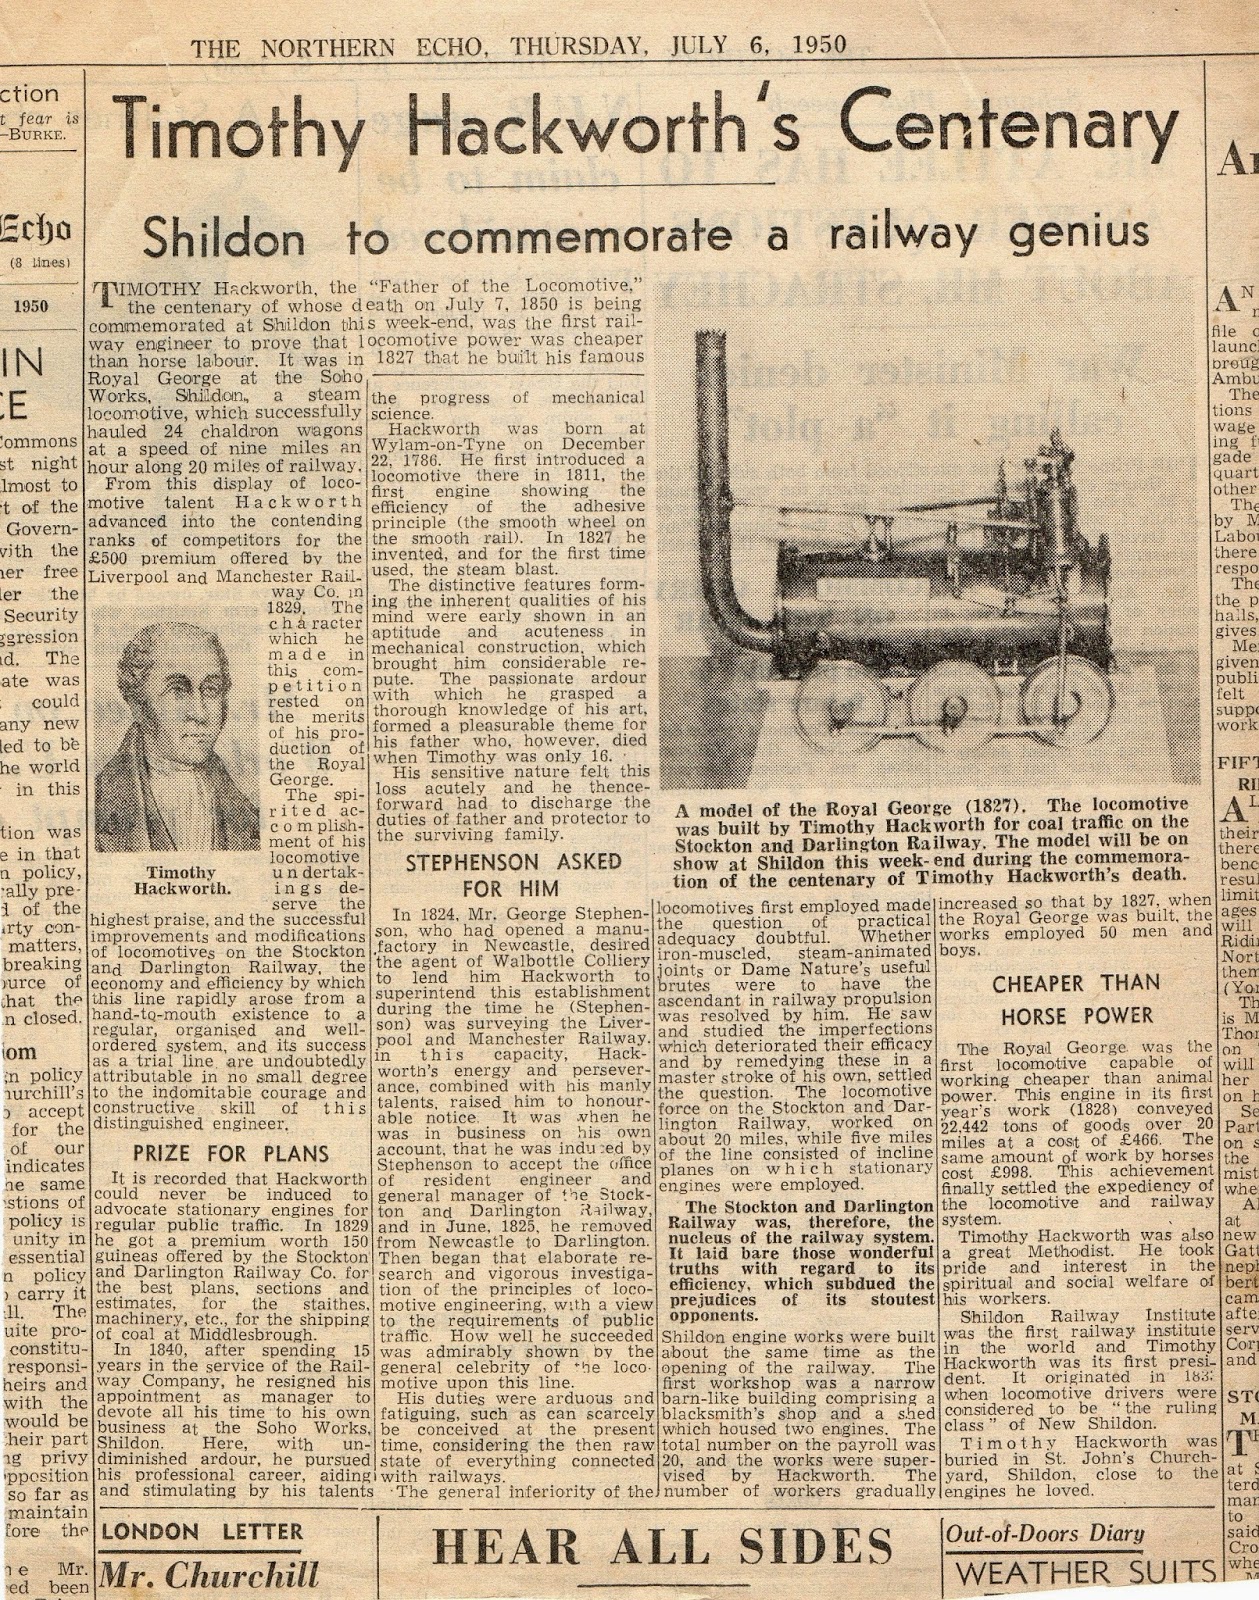 THE NORTHERN ECHO, THURSDAY, JULY 6, 1950
Timothy Hackworth's Centenary
Shildon to commemorate a railway genius
TIMOTHY Hackworth, the "Father of the Locomotive,"
the centenary of whose death on July 7, 1850 is being
commemorated at Shildon this week-end, was the first rail-
way engineer to prove that locomotive power was cheaper
than horse labour. It was in 1827 that he built his famous
Royal George at the Soho
Works, Shildon, a steam
locomotive, which successfully
hauled 24 chaldron wagons
at a speed of nine miles an
hour along 20 miles of railway.
From this display of loco-
motive talent Hackworth
advanced into the contending
ranks of competitors for the
£500 premium offered by the
Liverpool and Manchester Rail-
way Co. in
1829. The
character
which he
made in
this com-
petition
rested on
the merits
of his pro-
duction of
the Royal
George.
The spi-
rited ac-
complish-
ment of his
locomotive
undertak-
ings de-
serve the
Timothy
Hackworth.
highest praise, and the successful
improvements and modifications
of locomotives on the Stockton
and Darlington Railway, the
economy and efficiency by which
this line rapidly arose from a
hand-to-mouth existence to a
regular, organised and well-
ordered system, and its success
as a trial line are undoubtedly
attributable in no small degree
to the indomitable courage and
constructive skill of this
distinguished engineer.
PRIZE FOR PLANS
It is recorded that Hackworth
could never be induced to
advocate stationary engines for
regular public traffic. In 1829
he got a premium worth 150
guineas offered by the Stockton
and Darlington Railway Co. for
the best plans, sections and
estimates, for the staithes,
machinery, etc., for the shipping
of coal at Middlesbrough.
In 1840, after spending 15
years in the service of the Rail-
way Company, he resigned his
appointment as manager to
devote all his time to his own
business at the Soho Works,
Shildon. Here, with un-
diminished ardour, he pursued
his professional career, aiding
and stimulating by his talents
the progress of mechanical
science.
Hackworth was born at
Wylam-on-Tyne on December
22, 1786. He first introduced a
locomotive there in 1811, the
first engine showing the
efficiency of the adhesive
principle (the smooth wheel on
the smooth rail). In 1827 he
invented, and for the first time
used, the steam blast.
The distinctive features form-
ing the inherent qualities of his
mind were early shown in an
aptitude and acuteness in
mechanical construction, which
brought him considerable re-
pute. The passionate ardour
with which he grasped a
thorough knowledge of his art,
formed a pleasurable theme for
his father who, however, died
when Timothy was only 16.
His sensitive nature felt this
loss acutely and he thence-
forward had to discharge the
duties of father and protector to
the surviving family.
STEPHENSON ASKED
FOR HIM
In 1824, Mr. George Stephen-
son, who had opened a manu-
factory in Newcastle, desired
the agent of Walbottle Colliery
to lend him Hackworth to
superintend this establishment
during the time he (Stephen-
son) was surveying the Liver-
pool and Manchester Railway.
in this capacity, Hack-
worth's energy and persever-
ance, combined with his manly
talents, raised him to honour-
able notice. It was when he
was in business on his own
account, that he was induced by
Stephenson to accept the office
of resident engineer and
general manager of the Stock-
ton and Darlington Railway,
and in June, 1825, he removed
from Newcastle to Darlington.
Then began that elaborate re-
search and vigorous investiga-
tion of the principles of loco-
motive engineering, with a view
to the requirements of public
traffic. How well he succeeded
was admirably shown by the
general celebrity of the loco-
motive upon this line.
His duties were arduous and
fatiguing, such as can scarcely
be conceived at the present
time, considering the then raw
state of everything connected
with railways.
The general inferiority of the
A model of the Royal George (1827). The locomotive
was built by Timothy Hackworth for coal traffic on the
Stockton and Darlington Railway. The model will be on
show at Shildon this week-end during the commemora-
tion of the centenary of Timothy Hackworth's death.
locomotives first employed made
the question of practical
adequacy doubtful. Whether
iron-muscled, steam-animated
joints or Dame Nature's useful
brutes were to have the
ascendant in railway propulsion
was resolved by him. He saw
and studied the imperfections
which deteriorated their efficacy
and by remedying these in a
master stroke of his own, settled
the question. The locomotive
force on the Stockton and Dar-
lington Railway, worked on
about 20 miles, while five miles
of the line consisted of incline
planes on which stationary
engines were employed.
The Stockton and Darlington
Railway was, therefore, the
nucleus of the railway system.
It laid bare those wonderful
truths with regard to its
efficiency, which subdued the
prejudices of its stoutest
opponents.
Shildon engine works were built
about the same time as the
opening of the railway. The
first workshop was a narrow
barn-like building comprising a
blacksmith's shop and a shed
which housed two engines. The
total number on the payroll was
20, and the works were super-
vised by Hackworth. The
number of workers gradually
increased so that by 1827, when
the Royal George was built, the
works employed 50 men and
boys.
CHEAPER THAN
HORSE POWER
The Royal George was the
first locomotive capable of
working cheaper than animal
power. This engine in its first
year's work (1828) conveyed
22,442 tons of goods over 20
miles at a cost of £466. The
same amount of work by horses
cost £998. This achievement
finally settled the expediency of
the locomotive and railway
system.
Timothy Hackworth was also
a great Methodist. He took
pride and interest in the
spiritual and social welfare of
his workers.
Shildon Railway Institute
was the first railway institute
in the world and Timothy
Hackworth was its first presi-
dent. It originated in
when locomotive drivers were
considered to be "the ruling
class" of New Shildon.
Timothy Hackworth was
buried in St. John's Church-
yard, Shildon, close to the
engines he loved.
LONDON LETTER
Mr. Churchill
HEAR ALL SIDES
Out-of-Doors Diary
WEATHER SUITS